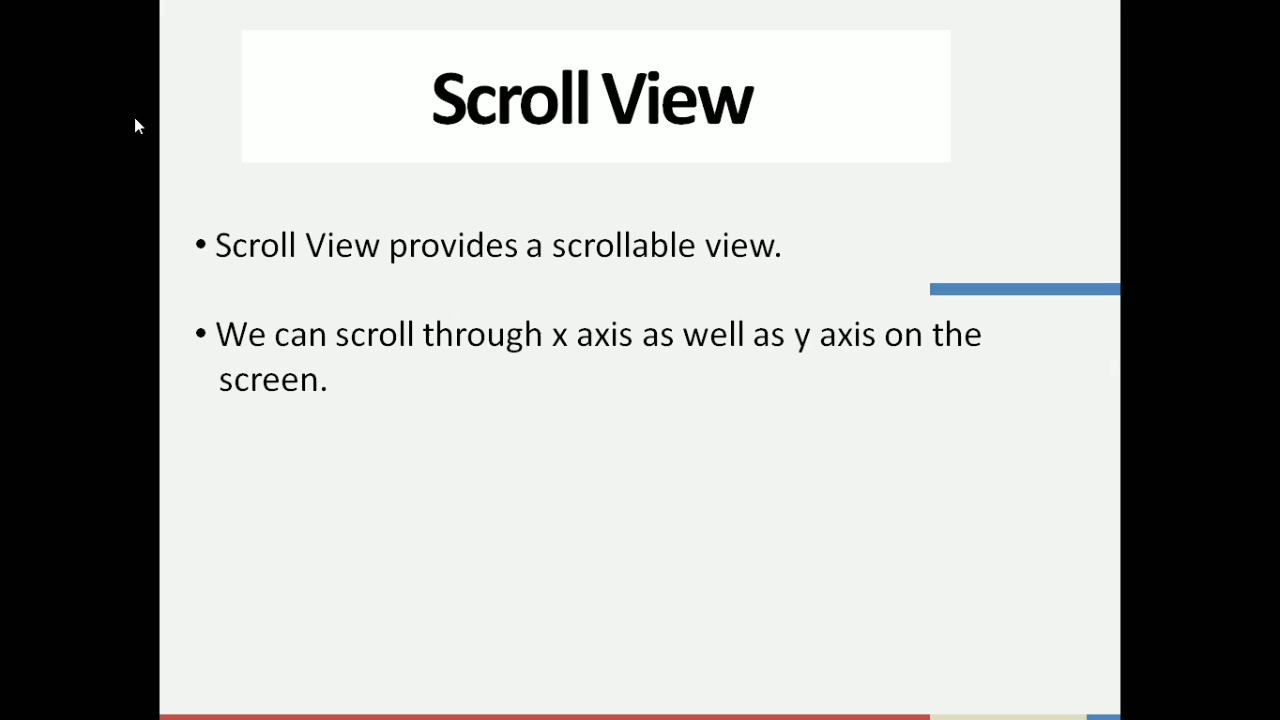 Scroll View
• Scroll View provides a scrollable view.
• We can scroll through x axis as well as y axis on the
screen.